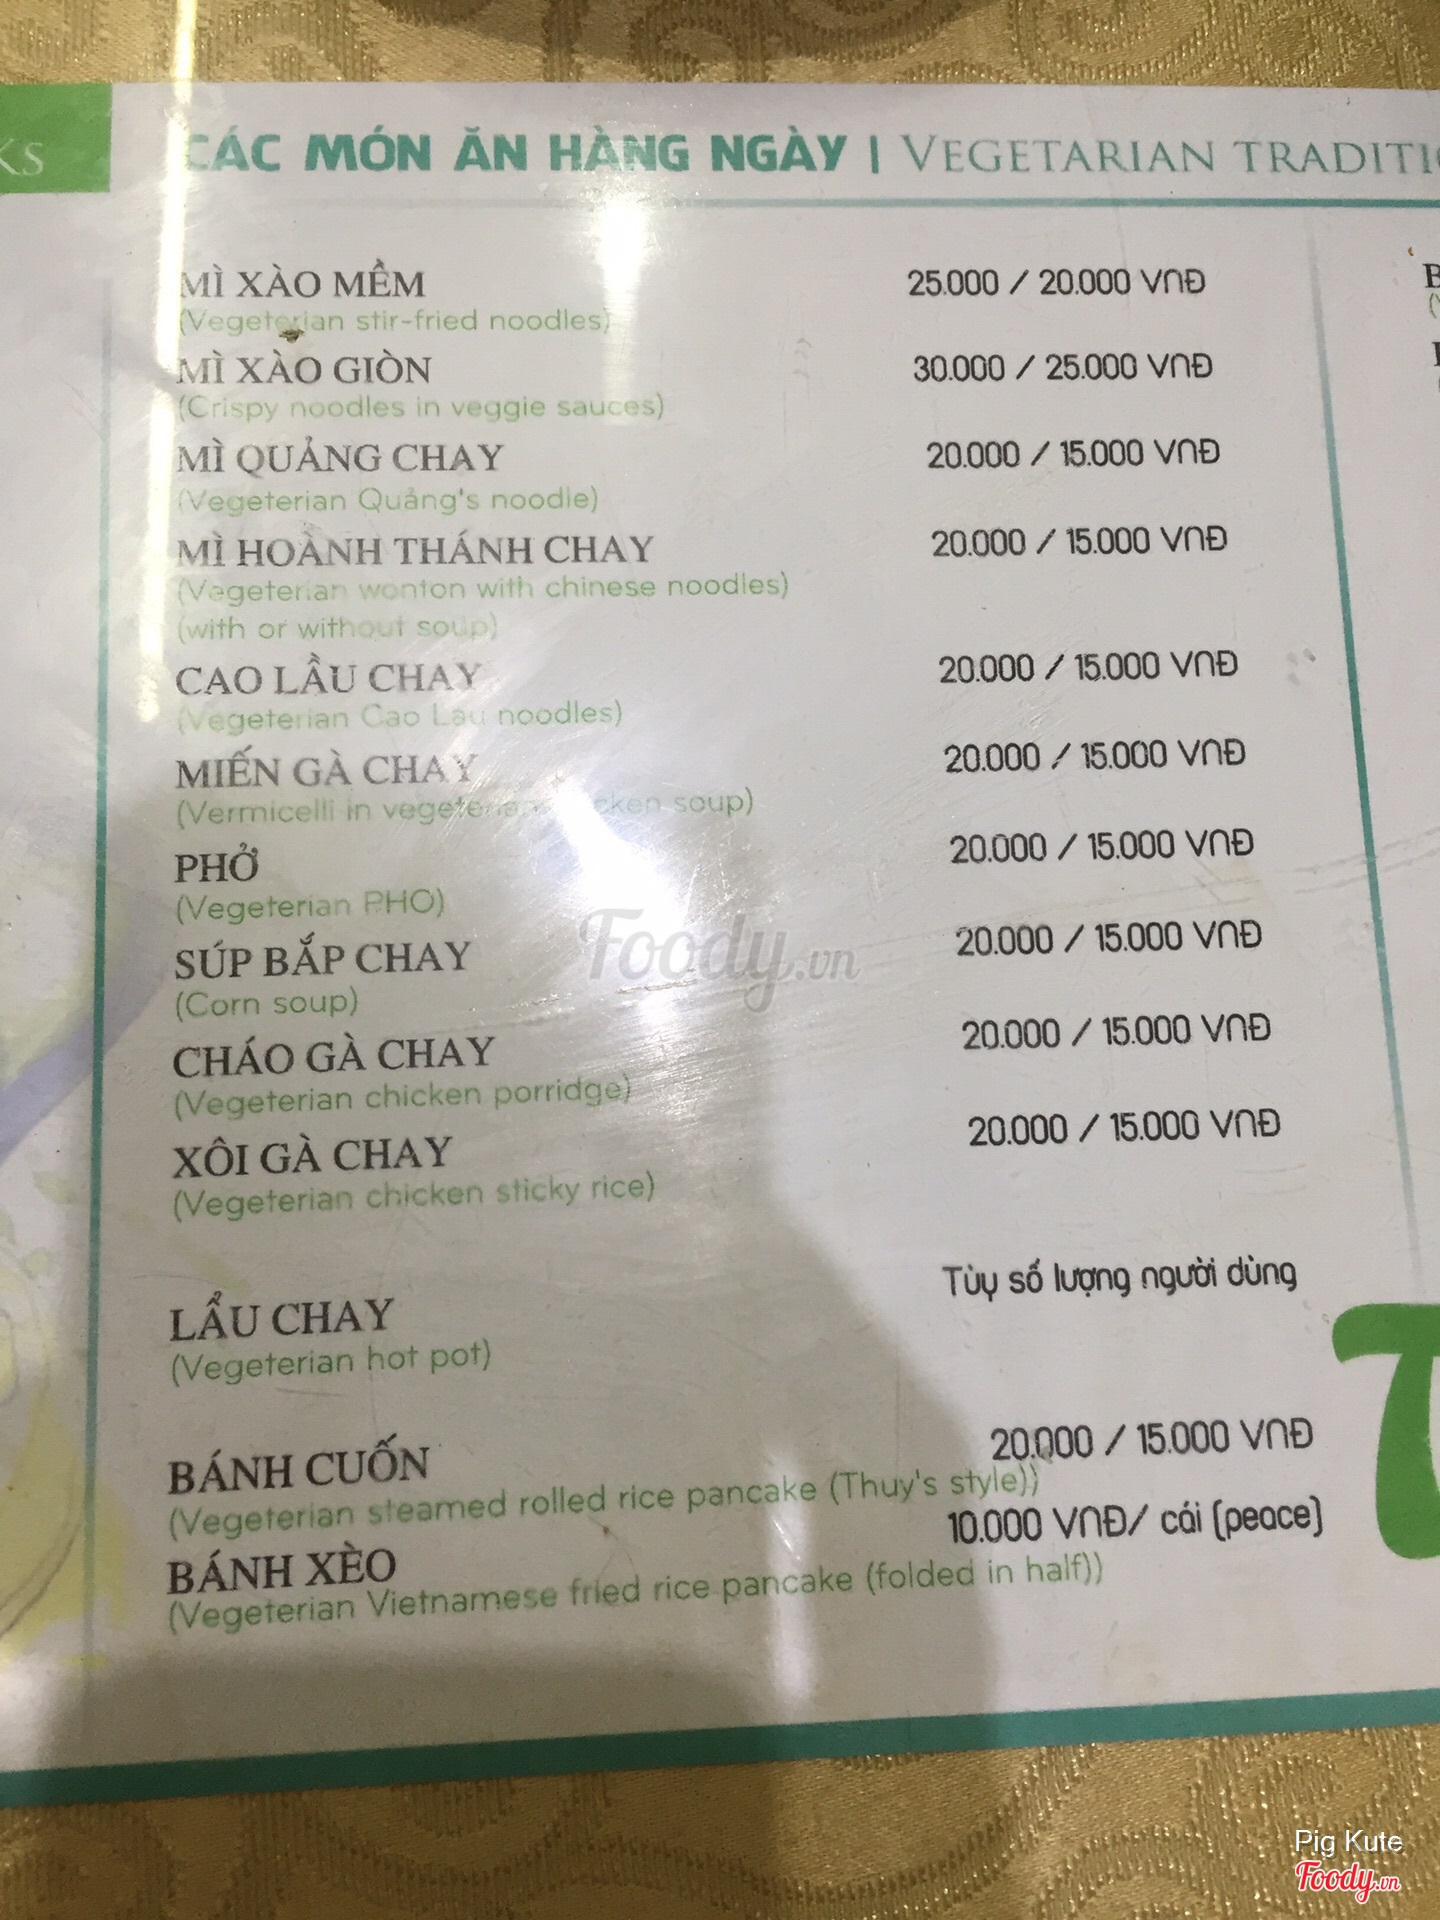 KS
CÁC MÓN ĂN HÀNG NGÀY | VEGETARIAN
MÌ XÀO MỀM 25.000 / 20.000 VNĐ
(Vegeterian stir-fried noodles)
MÌ XÀO GIÒN 30.000 / 25.000 VNĐ
(Crispy noodles in veggie sauces)
MÌ QUẢNG CHAY 20.000 / 15.000 VNĐ
(Vegeterian Quảng's noodle)
MÌ HOÀNH THÁNH CHAY 20.000 / 15.000 VNĐ
(Vegeterian wonton with chinese noodles)
(with or without soup)
CAO LẦU CHAY 20.000 / 15.000 VNĐ
(Vegeterian Cao Lau noodles)
MIẾN GÀ CHAY 20.000 / 15.000 VNĐ
(Vermicelli in vegeterian chicken soup)
PHỞ 20.000 / 15.000 VNĐ
(Vegeterian PHO)
SÚP BẮP CHAY 20.000 / 15.000 VNĐ
(Corn soup)
CHÁO GÀ CHAY 20.000 / 15.000 VNĐ
(Vegeterian chicken porridge)
XÔI GÀ CHAY 20.000 / 15.000 VNĐ
(Vegeterian chicken sticky rice)
LẨU CHAY Tùy số lượng người dùng
(Vegeterian hot pot)
BÁNH CUỐN 20.000 / 15.000 VNĐ
(Vegeterian steamed rolled rice pancake (Thuy's style))
BÁNH XÈO 10.000 VNĐ/ cái (peace)
(Vegeterian Vietnamese fried rice pancake (folded in half))
Foody.vn
Pig Kute
Foody.vn